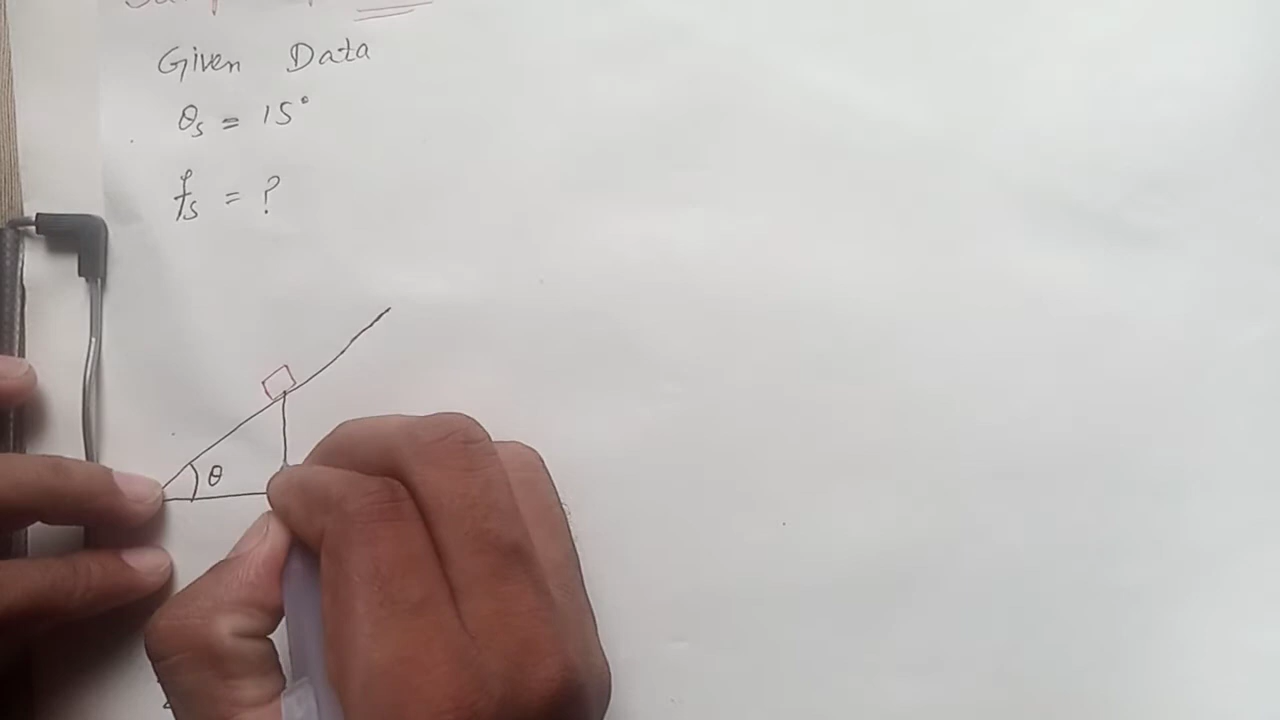 Given Data
θs = 15°
fs = ?
θ